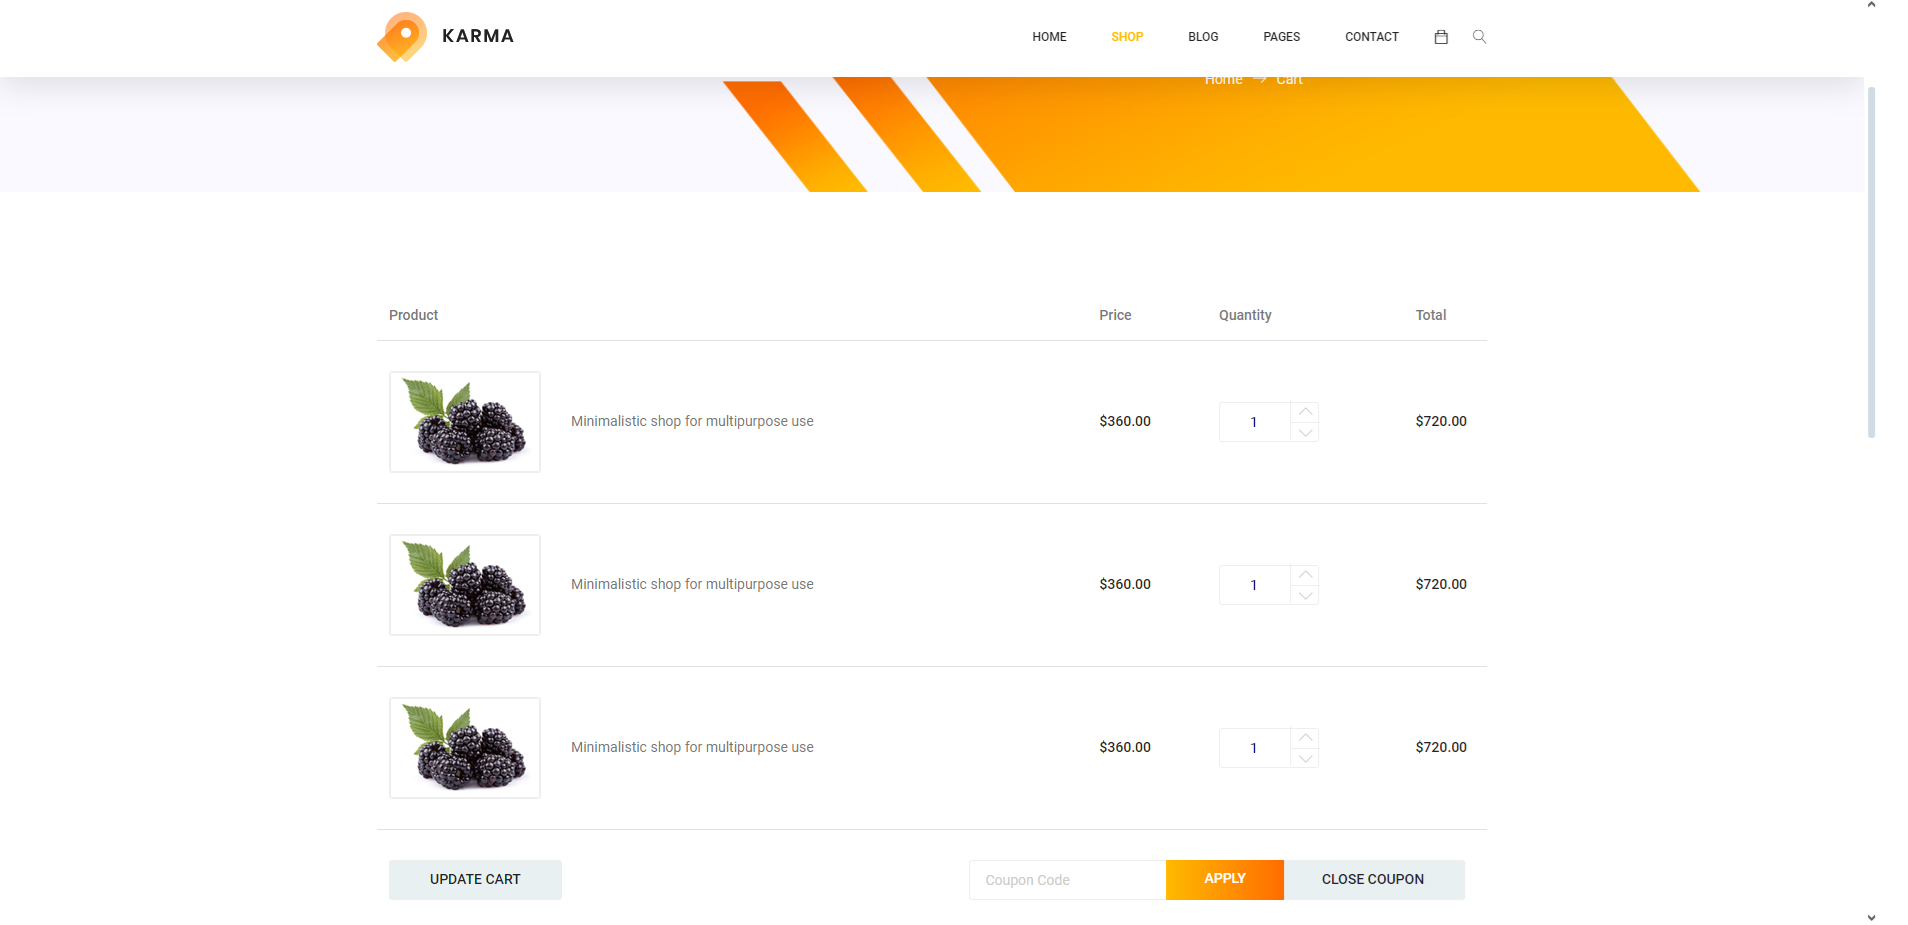 KARMA
HOME SHOP BLOG PAGES CONTACT
Home → Cart
Product Price Quantity Total
Minimalistic shop for multipurpose use $360.00 1 $720.00
Minimalistic shop for multipurpose use $360.00 1 $720.00
Minimalistic shop for multipurpose use $360.00 1 $720.00
UPDATE CART Coupon Code APPLY CLOSE COUPON